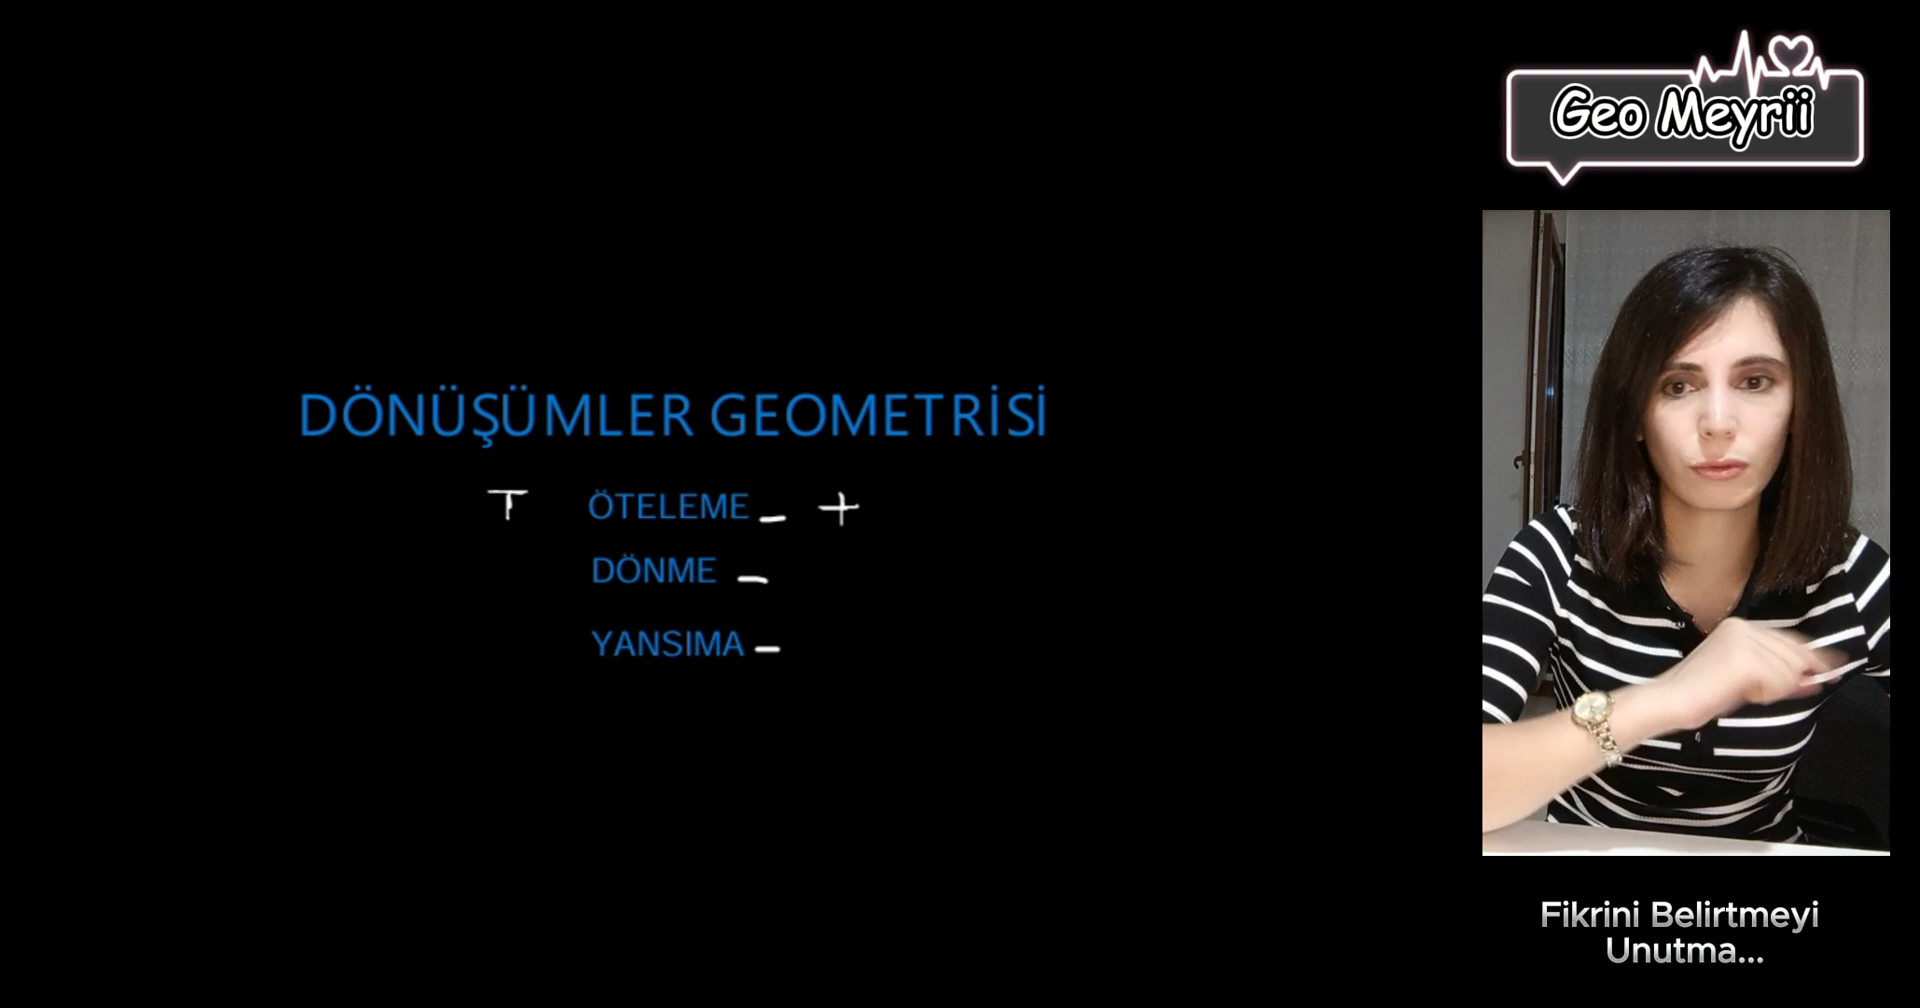 Geo Meyrii
DÖNÜŞÜMLER GEOMETRİSİ
T ÖTELEME - +
DÖNME -
YANSIMA -
Fikrini Belirtmeyi
Unutma...